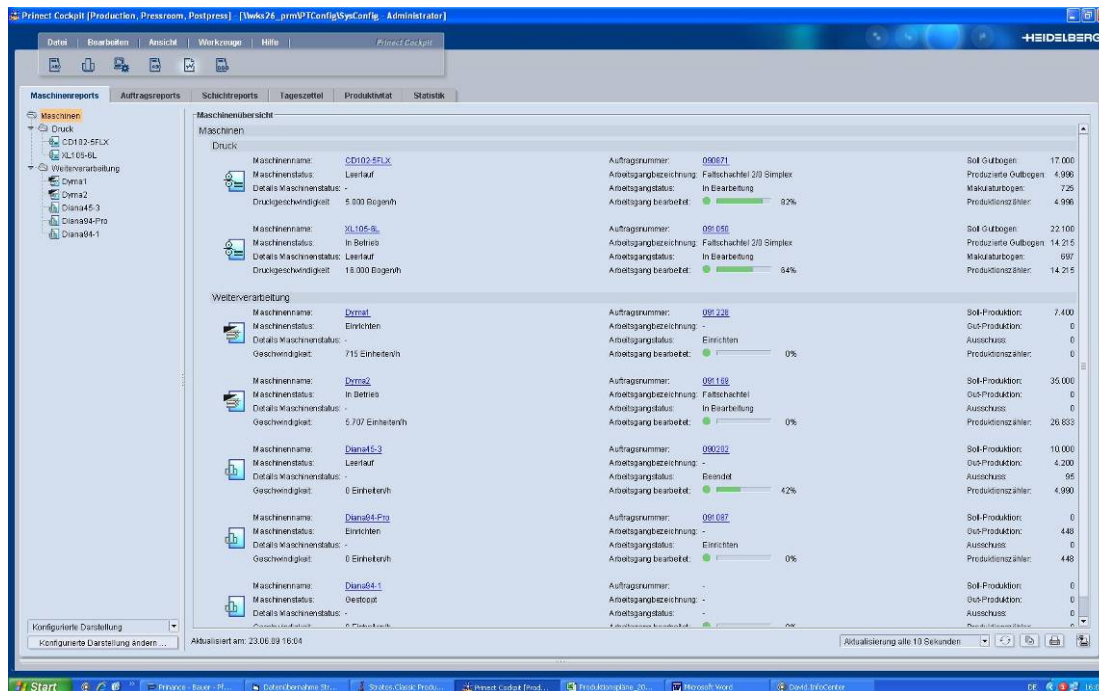 Prinect Cockpit [Production, Pressroom, Postpress] - [\\wks26_prm\PTConfig\SysConfig - Administrator]
Datei Bearbeiten Ansicht Werkzeuge Hilfe Prinect Cockpit
HEIDELBERG
Maschinenreports Auftragsreports Schichtreports Tageszettel Produktivität Statistik
Maschinen
Druck
CD102-5FLX
XL105-6L
Weiterverarbeitung
Dyma1
Dyma2
Diana45-3
Diana94-Pro
Diana94-1
Maschinenübersicht
Maschinen
Druck
Maschinenname: CD102-5FLX Auftragsnummer: 090871 Soll Gutbogen: 17.000
Maschinenstatus: Leerlauf Arbeitsgangbezeichnung: Faltschachtel 2/0 Simplex Produzierte Gutbogen: 4.996
Details Maschinenstatus: - Arbeitsgangstatus: In Bearbeitung Makulaturbogen: 725
Druckgeschwindigkeit: 5.000 Bogen/h Arbeitsgang bearbeitet: 82% Produktionszähler: 4.996
Maschinenname: XL105-6L Auftragsnummer: 091050 Soll Gutbogen: 22.100
Maschinenstatus: In Betrieb Arbeitsgangbezeichnung: Faltschachtel 2/0 Simplex Produzierte Gutbogen: 14.215
Details Maschinenstatus: Leerlauf Arbeitsgangstatus: In Bearbeitung Makulaturbogen: 697
Druckgeschwindigkeit: 16.000 Bogen/h Arbeitsgang bearbeitet: 64% Produktionszähler: 14.215
Weiterverarbeitung
Maschinenname: Dyma1 Auftragsnummer: 091228 Soll-Produktion: 7.400
Maschinenstatus: Einrichten Arbeitsgangbezeichnung: - Gut-Produktion: 0
Details Maschinenstatus: - Arbeitsgangstatus: Einrichten Ausschuss: 0
Geschwindigkeit: 715 Einheiten/h Arbeitsgang bearbeitet: 0% Produktionszähler: 0
Maschinenname: Dyma2 Auftragsnummer: 091169 Soll-Produktion: 35.000
Maschinenstatus: In Betrieb Arbeitsgangbezeichnung: Faltschachtel Gut-Produktion: 0
Details Maschinenstatus: - Arbeitsgangstatus: In Bearbeitung Ausschuss: 0
Geschwindigkeit: 5.707 Einheiten/h Arbeitsgang bearbeitet: 0% Produktionszähler: 26.833
Maschinenname: Diana45-3 Auftragsnummer: 090202 Soll-Produktion: 10.000
Maschinenstatus: Leerlauf Arbeitsgangbezeichnung: - Gut-Produktion: 4.200
Details Maschinenstatus: - Arbeitsgangstatus: Beendet Ausschuss: 95
Geschwindigkeit: 0 Einheiten/h Arbeitsgang bearbeitet: 42% Produktionszähler: 4.990
Maschinenname: Diana94-Pro Auftragsnummer: 091087 Soll-Produktion: 0
Maschinenstatus: Einrichten Arbeitsgangbezeichnung: - Gut-Produktion: 448
Details Maschinenstatus: - Arbeitsgangstatus: Einrichten Ausschuss: 0
Geschwindigkeit: 0 Einheiten/h Arbeitsgang bearbeitet: 0% Produktionszähler: 448
Maschinenname: Diana94-1 Auftragsnummer: - Soll-Produktion: 0
Maschinenstatus: Gestoppt Arbeitsgangbezeichnung: - Gut-Produktion: 0
Details Maschinenstatus: - Arbeitsgangstatus: - Ausschuss: 0
Konfigurierte Darstellung
Konfigurierte Darstellung ändern ...
Aktualisiert am: 23.06.09 16:04 Aktualisierung alle 10 Sekunden
Start Prinance - Bauer - Pf... Datenübernahme Str... Stratos.Classic Produ... Prinect Cockpit [Prod... Produktionspläne_20... Microsoft Word David.InfoCenter DE